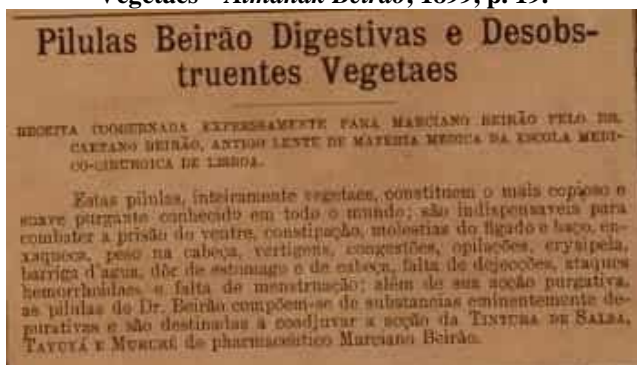 Vegetaes - Almanak Beirão, 1899, p. 19.
Pilulas Beirão Digestivas e Desobs-
truentes Vegetaes
RECEITA COORDENADA EXPRESSAMENTE PARA MARCIANO BEIRÃO PELO DR.
CAETANO BEIRÃO, ANTIGO LENTE DE MATERIA MEDICA DA ESCOLA MEDI-
CO-CIRURGICA DE LISBOA.
Estas pilulas, inteiramente vegetaes, constituem o mais copioso e
suave purgante conhecido em todo o mundo; são indispensaveis para
combater a prisão do ventre, constipação, molestias do figado e baço, en-
xaqueca, peso na cabeça, vertigens, congestões, opilações, erysipela,
barriga d'agua, dôr de estomago e de cabeça, falta de dejecções, ataques
hemorrhoidaes e falta de menstruação; além de sua acção purgativa,
as pilulas do Dr. Beirão compõem-se de substancias eminentemente de-
purativas e são destinadas a coadjuvar a acção da TINTURA DE SALSA,
TAYUYÁ E MURURÉ do pharmaceutico Marciano Beirão.